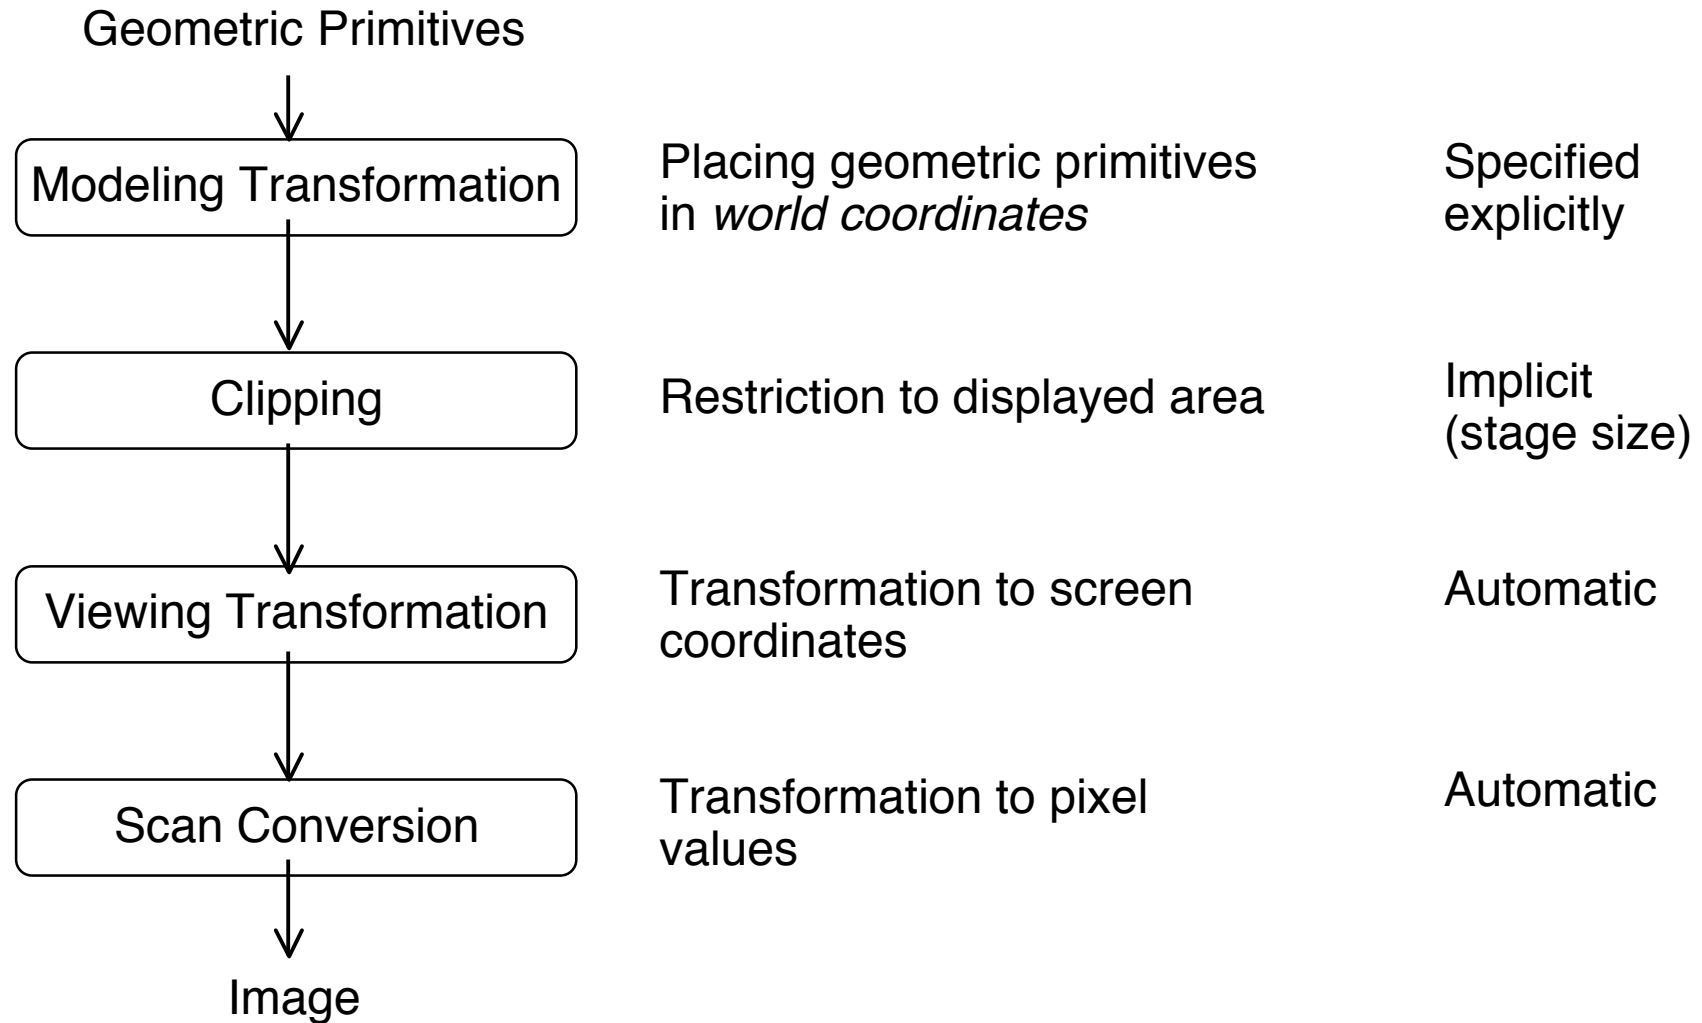 Geometric Primitives
Modeling Transformation
Placing geometric primitives
in world coordinates
Specified
explicitly
Clipping
Restriction to displayed area
Implicit
(stage size)
Viewing Transformation
Transformation to screen
coordinates
Automatic
Scan Conversion
Transformation to pixel
values
Automatic
Image